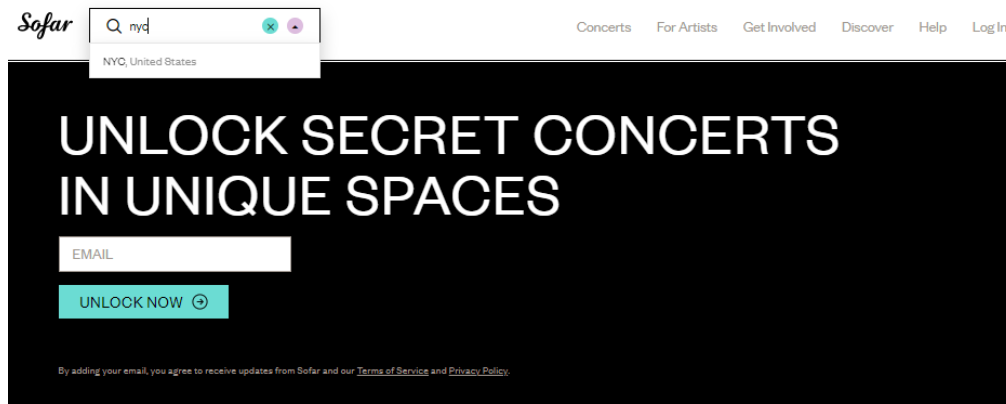 Sofar
nyc
Concerts For Artists Get Involved Discover Help Log In
NYC, United States
UNLOCK SECRET CONCERTS
IN UNIQUE SPACES
EMAIL
UNLOCK NOW
By adding your email, you agree to receive updates from Sofar and our Terms of Service and Privacy Policy.